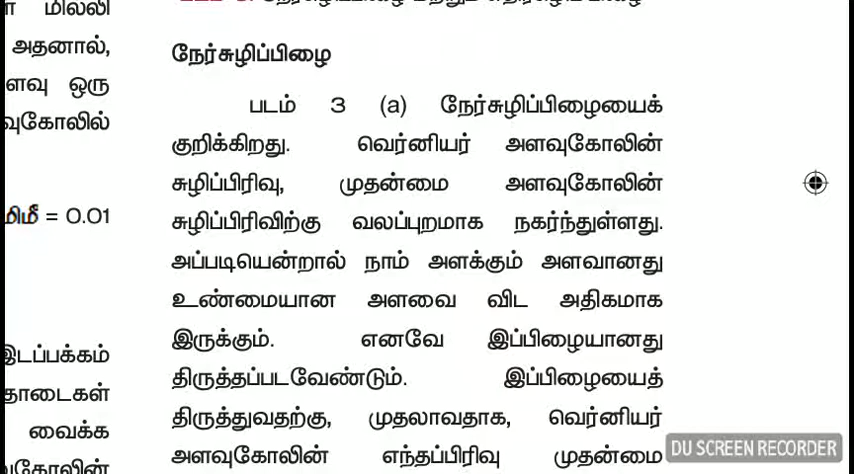 மில்லி
அதனால்,
ளவு ஒரு
வுகோலில்
மிமீ = 0.01
இடப்பக்கம்
தாடைகள்
வைக்க
வுகோலின்
நேர்சுழிப்பிழை
படம் 3 (a) நேர்சுழிப்பிழையைக்
குறிக்கிறது. வெர்னியர் அளவுகோலின்
சுழிப்பிரிவு, முதன்மை அளவுகோலின்
சுழிப்பிரிவிற்கு வலப்புறமாக நகர்ந்துள்ளது.
அப்படியென்றால் நாம் அளக்கும் அளவானது
உண்மையான அளவை விட அதிகமாக
இருக்கும். எனவே இப்பிழையானது
திருத்தப்படவேண்டும். இப்பிழையைத்
திருத்துவதற்கு, முதலாவதாக, வெர்னியர்
அளவுகோலின் எந்தப்பிரிவு முதன்மை
DU SCREEN RECORDER